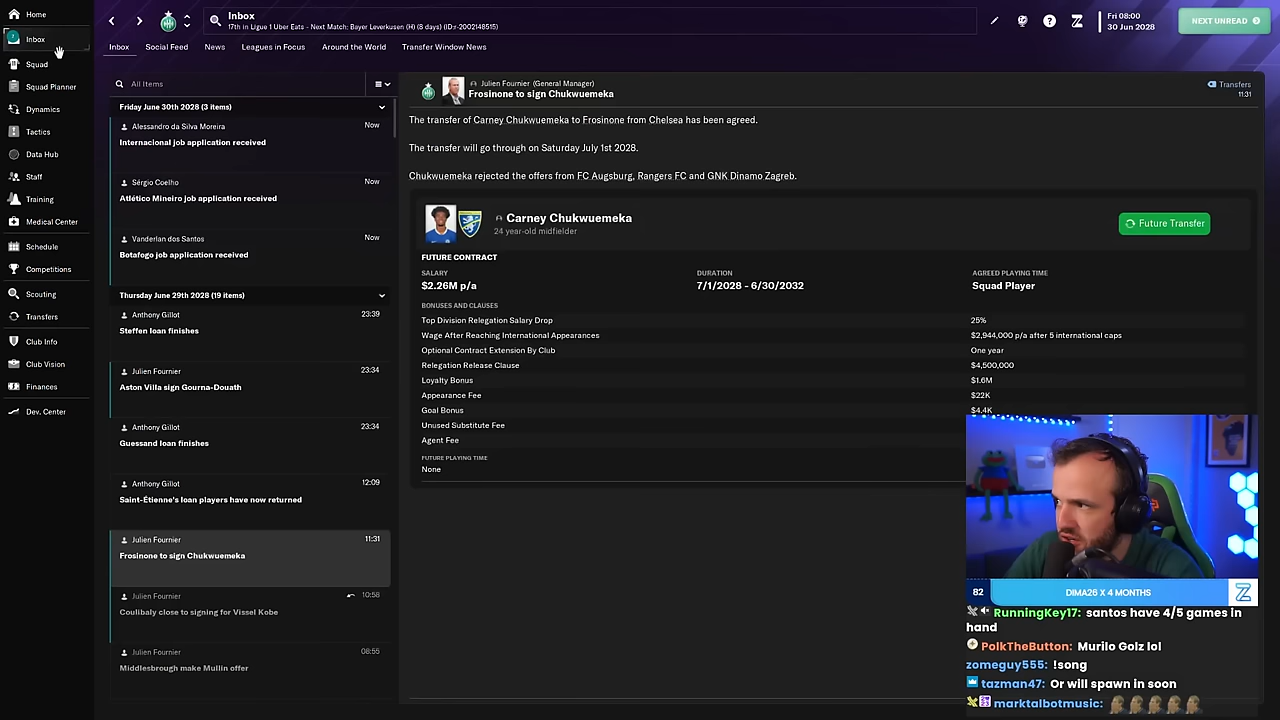 Home
Inbox
Squad
Squad Planner
Dynamics
Tactics
Data Hub
Staff
Training
Medical Center
Schedule
Competitions
Scouting
Transfers
Club Info
Club Vision
Finances
Dev. Center
Inbox
17th in Ligue 1 Uber Eats - Next Match: Bayer Leverkusen (H) (8 days) (ID:r-2002148515)
Fri 08:00
30 Jun 2028
NEXT UNREAD
Inbox
Social Feed
News
Leagues in Focus
Around the World
Transfer Window News
All Items
Friday June 30th 2028 (3 items)
Alessandro da Silva Moreira Now
Internacional job application received
Sérgio Coelho Now
Atlético Mineiro job application received
Vanderlan dos Santos Now
Botafogo job application received
Thursday June 29th 2028 (19 items)
Anthony Gillot 23:39
Steffen loan finishes
Julien Fournier 23:34
Aston Villa sign Gourna-Douath
Anthony Gillot 23:34
Guessand loan finishes
Anthony Gillot 12:09
Saint-Étienne's loan players have now returned
Julien Fournier 11:31
Frosinone to sign Chukwuemeka
Julien Fournier 10:58
Coulibaly close to signing for Vissel Kobe
Julien Fournier 08:55
Middlesbrough make Mullin offer
Julien Fournier (General Manager)
Frosinone to sign Chukwuemeka
Transfers
11:31
The transfer of Carney Chukwuemeka to Frosinone from Chelsea has been agreed.
The transfer will go through on Saturday July 1st 2028.
Chukwuemeka rejected the offers from FC Augsburg, Rangers FC and GNK Dinamo Zagreb.
Carney Chukwuemeka
24 year-old midfielder
Future Transfer
FUTURE CONTRACT
SALARY DURATION AGREED PLAYING TIME
$2.26M p/a 7/1/2028 - 6/30/2032 Squad Player
BONUSES AND CLAUSES
Top Division Relegation Salary Drop 25%
Wage After Reaching International Appearances $2,944,000 p/a after 5 international caps
Optional Contract Extension By Club One year
Relegation Release Clause $4,500,000
Loyalty Bonus $1.6M
Appearance Fee $22K
Goal Bonus $4.4K
Unused Substitute Fee
Agent Fee
FUTURE PLAYING TIME
None
82 DIMA26 X 4 MONTHS
RunningKey17: santos have 4/5 games in
hand
PolkTheButton: Murilo Golz lol
zomeguy555: !song
tazman47: Or will spawn in soon
marktalbotmusic: